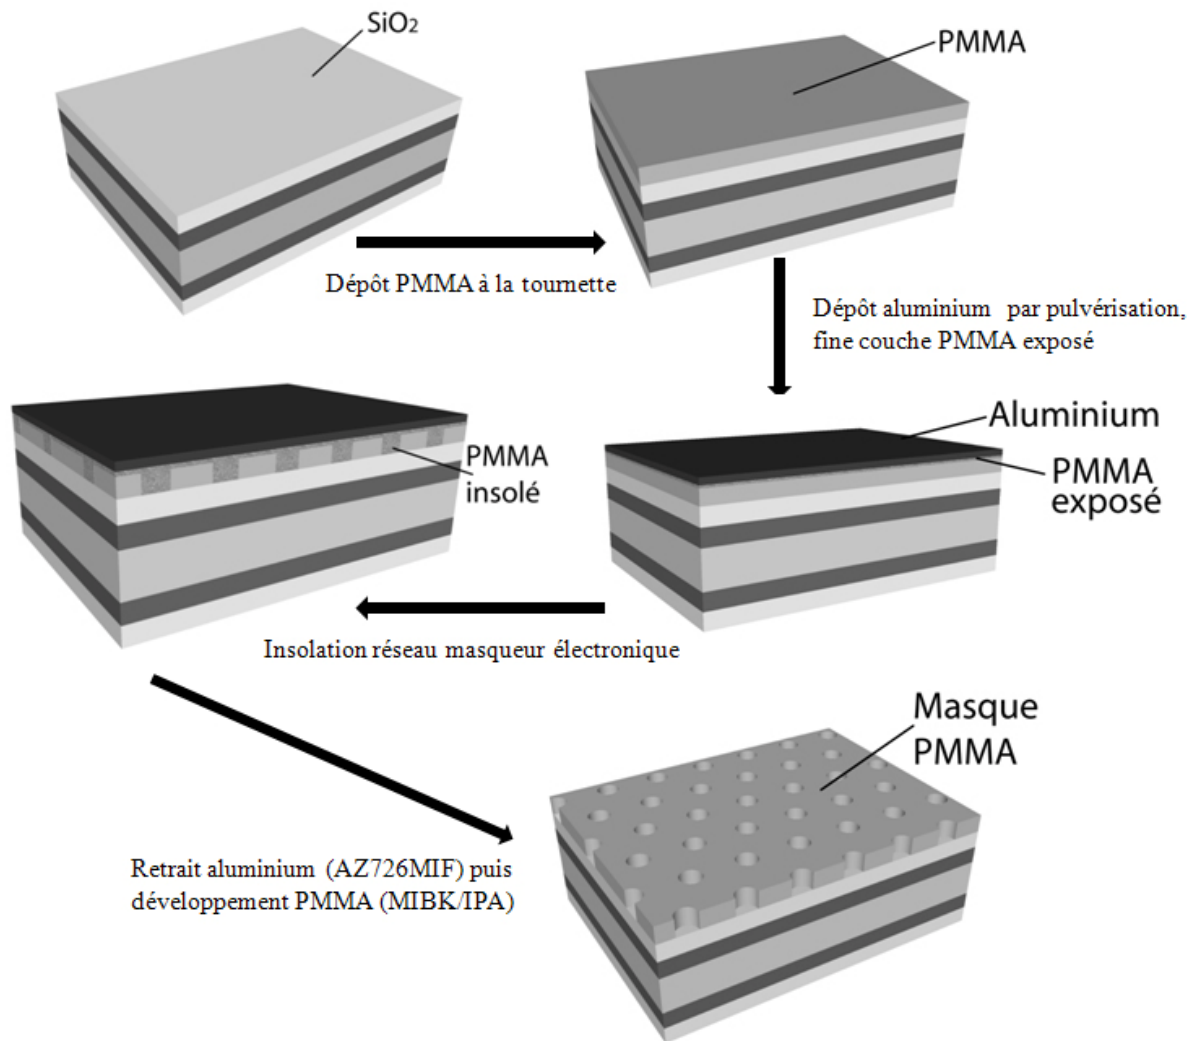 SiO₂
PMMA
Dépôt PMMA à la tournette
Dépôt aluminium par pulvérisation,
fine couche PMMA exposé
Aluminium
PMMA
exposé
PMMA
insolé
Insolation réseau masqueur électronique
Masque
PMMA
Retrait aluminium (AZ726MIF) puis
développement PMMA (MIBK/IPA)